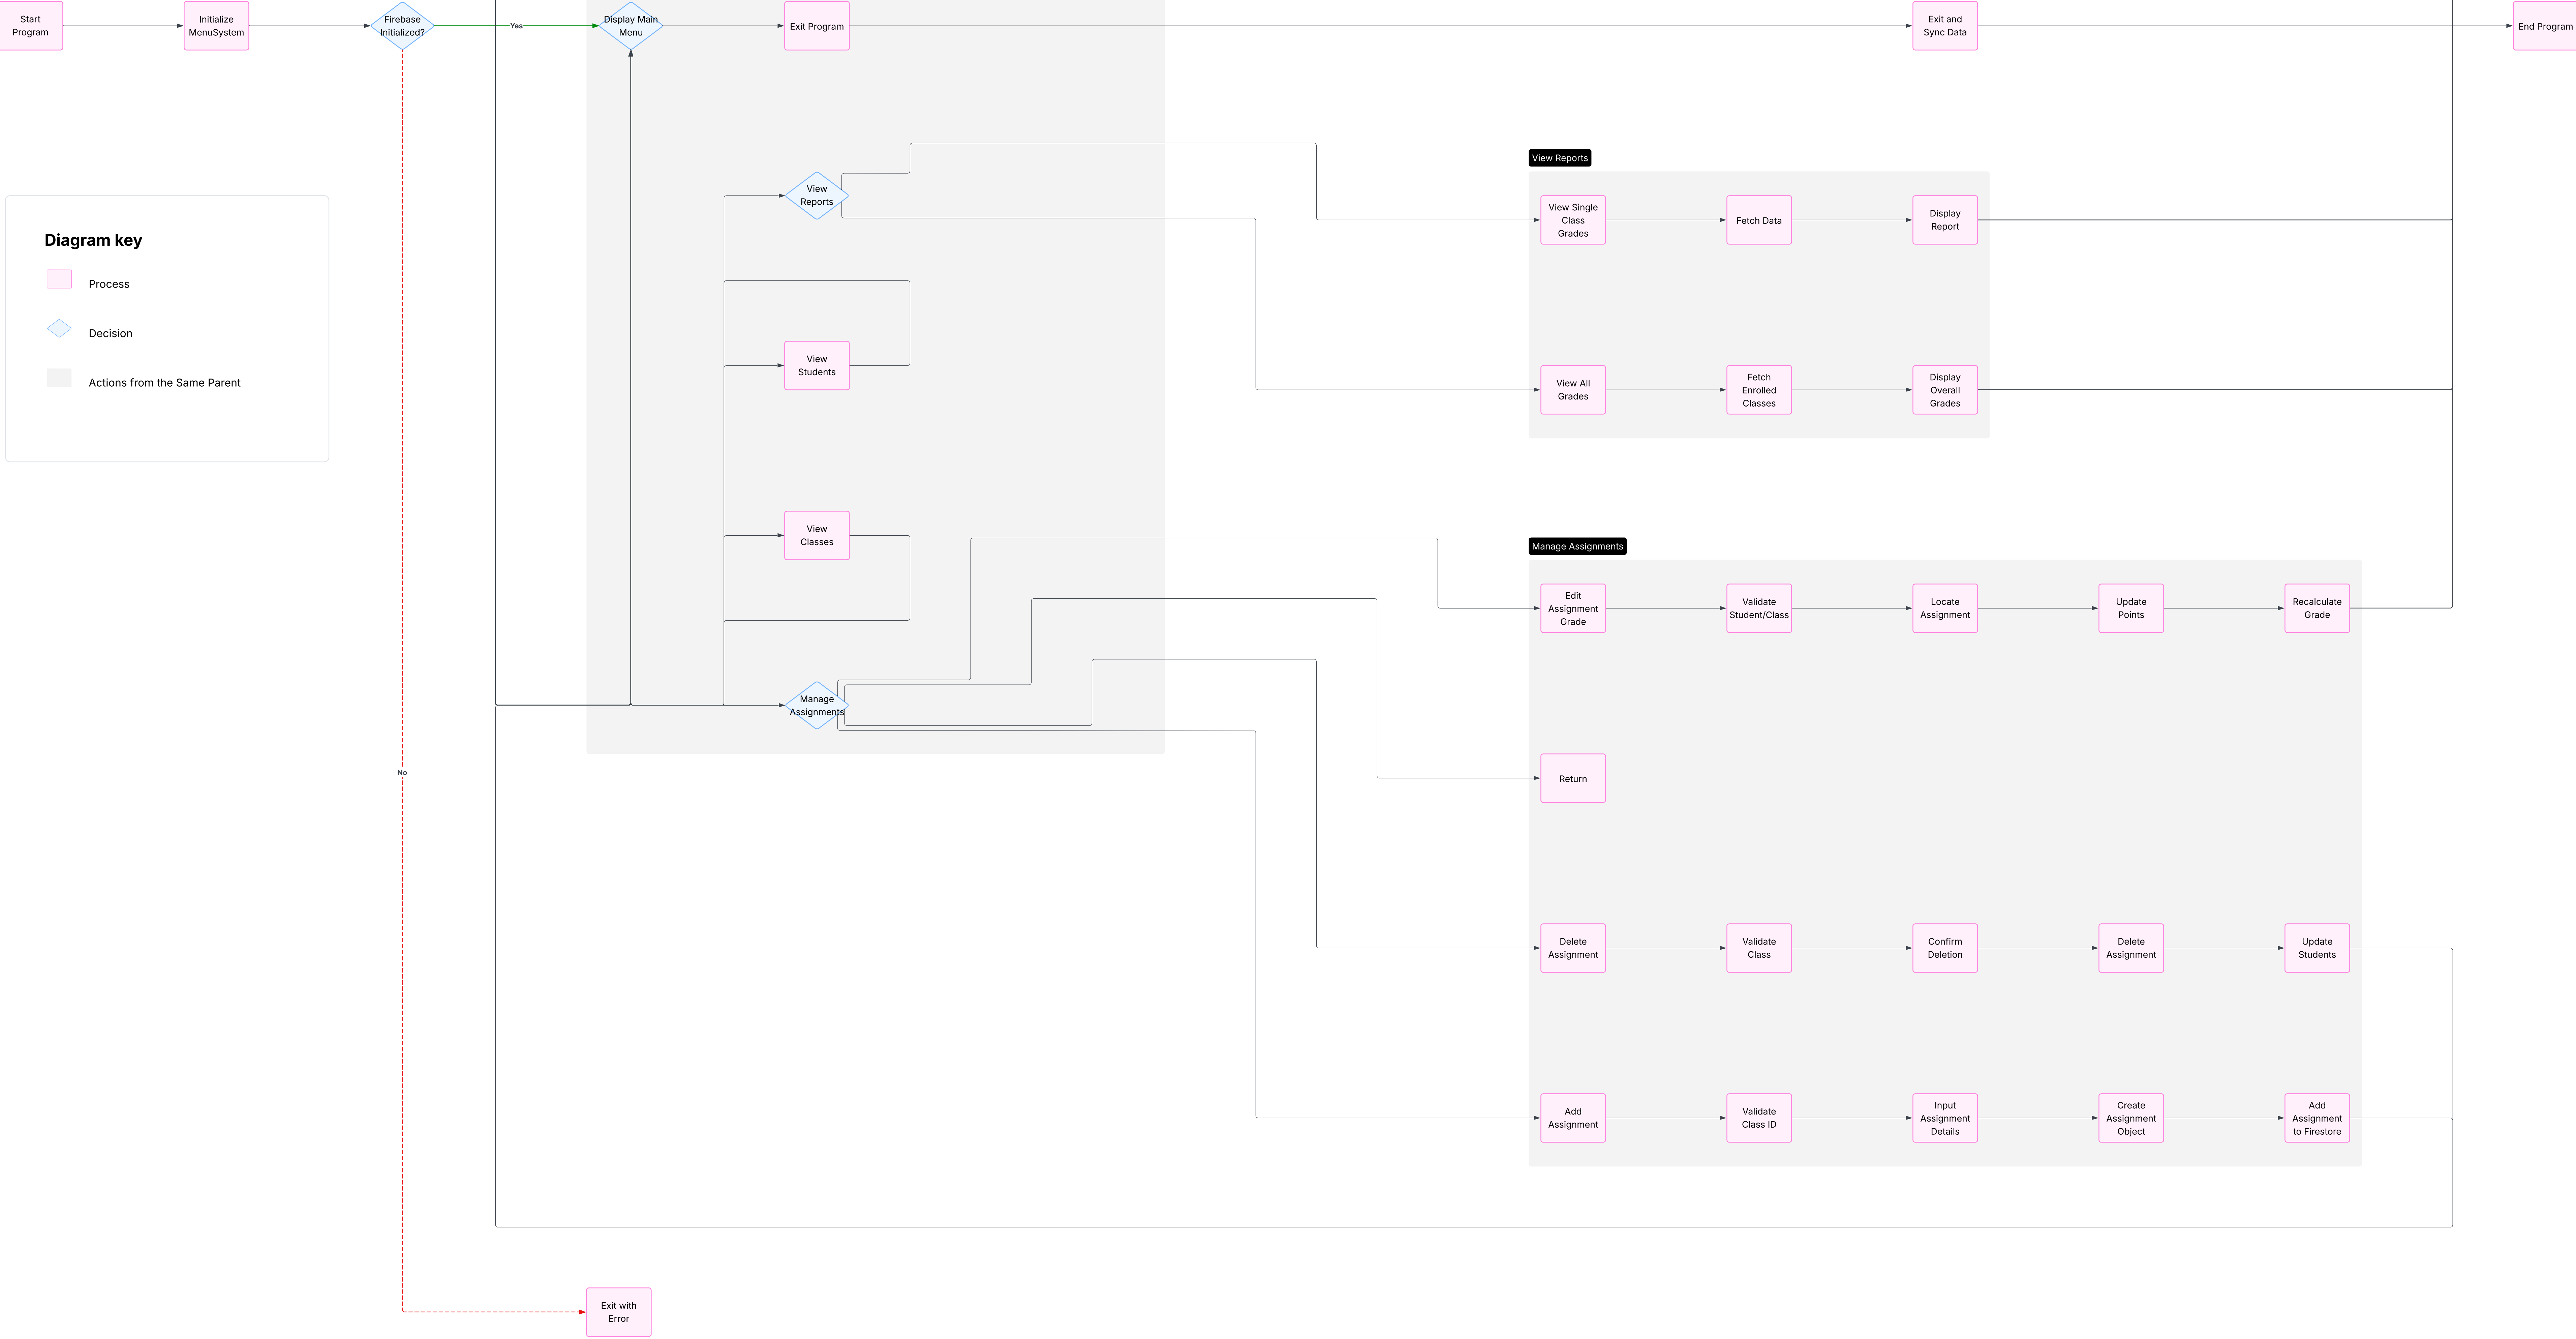 Start
Program
Initialize
MenuSystem
Firebase
Initialized?
Yes
Display Main
Menu
Exit Program
Exit and
Sync Data
End Program
View Reports
View
Reports
View Single
Class
Grades
Fetch Data
Display
Report
Diagram key
Process
Decision
Actions from the Same Parent
View
Students
View All
Grades
Fetch
Enrolled
Classes
Display
Overall
Grades
View
Classes
Manage Assignments
Edit
Assignment
Grade
Validate
Student/Class
Locate
Assignment
Update
Points
Recalculate
Grade
Manage
Assignments
No
Return
Delete
Assignment
Validate
Class
Confirm
Deletion
Delete
Assignment
Update
Students
Add
Assignment
Validate
Class ID
Input
Assignment
Details
Create
Assignment
Object
Add
Assignment
to Firestore
Exit with
Error